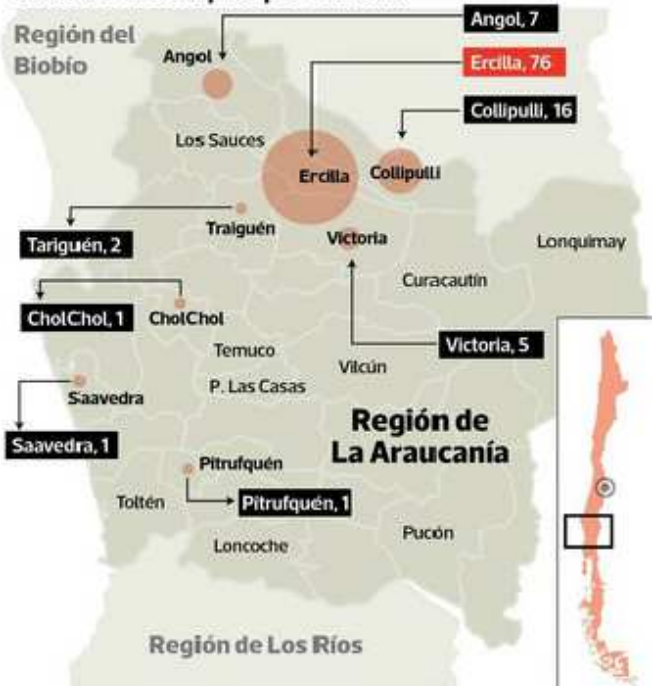 Angol, 7
Región del
Biobío
Angol
Ercilla, 76
Collipulli, 16
Los Sauces
Ercilla
Collipulli
Traiguén
Victoria
Lonquimay
Tariguén, 2
Curacautín
CholChol, 1
CholChol
Victoria, 5
Temuco
Vilcún
P. Las Casas
Saavedra
Región de
La Araucanía
Saavedra, 1
Pitrufquén
Toltén
Pitrufquén, 1
Pucón
Loncoche
Región de Los Ríos